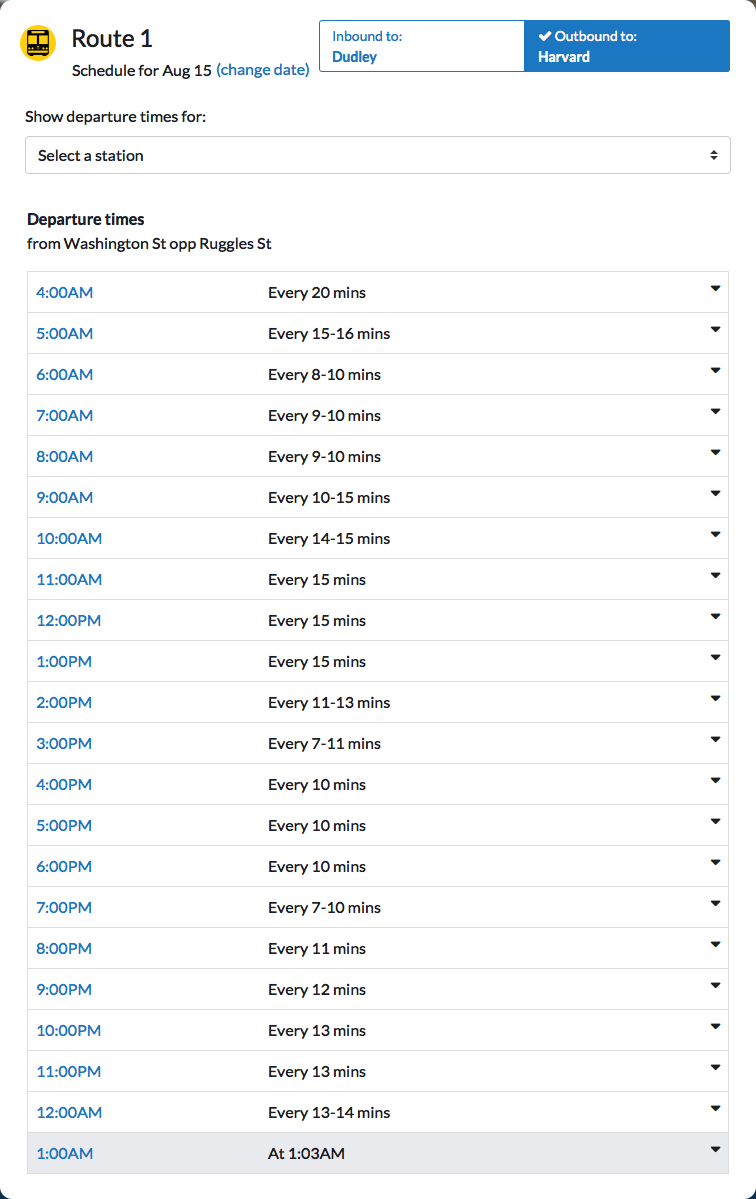 Route 1
Schedule for Aug 15 (change date)
Inbound to:
Dudley
Outbound to:
Harvard
Show departure times for:
Select a station
Departure times
from Washington St opp Ruggles St
4:00AM Every 20 mins
5:00AM Every 15-16 mins
6:00AM Every 8-10 mins
7:00AM Every 9-10 mins
8:00AM Every 9-10 mins
9:00AM Every 10-15 mins
10:00AM Every 14-15 mins
11:00AM Every 15 mins
12:00PM Every 15 mins
1:00PM Every 15 mins
2:00PM Every 11-13 mins
3:00PM Every 7-11 mins
4:00PM Every 10 mins
5:00PM Every 10 mins
6:00PM Every 10 mins
7:00PM Every 7-10 mins
8:00PM Every 11 mins
9:00PM Every 12 mins
10:00PM Every 13 mins
11:00PM Every 13 mins
12:00AM Every 13-14 mins
1:00AM At 1:03AM